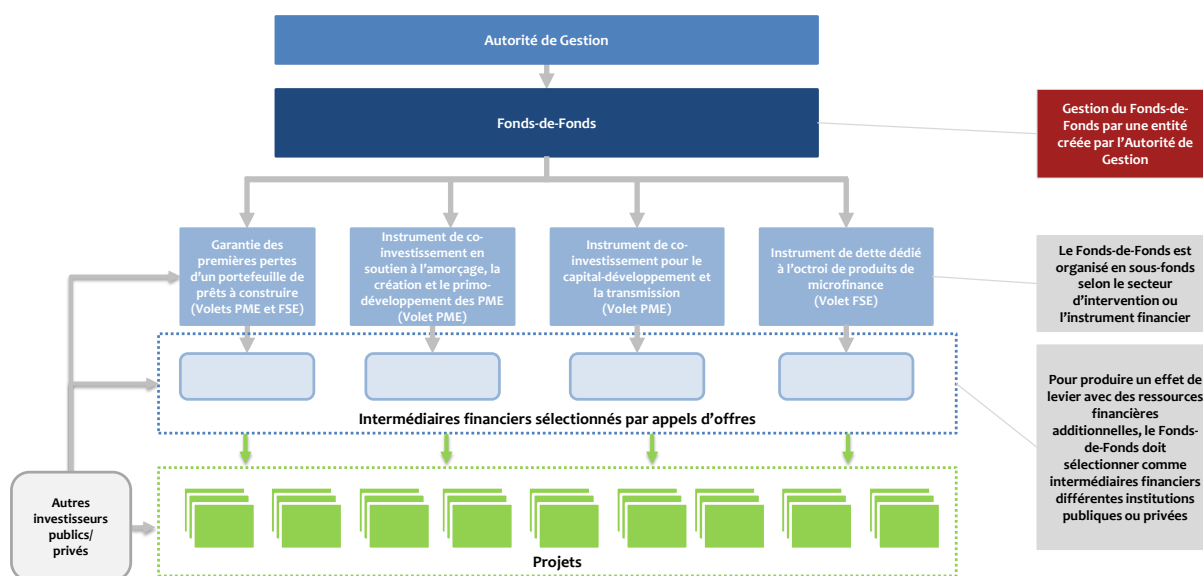 Autorité de Gestion
Fonds-de-Fonds
Gestion du Fonds-de-
Fonds par une entité
créée par l'Autorité de
Gestion
Garantie des
premières pertes
d'un portefeuille de
prêts à construire
(Volets PME et FSE)
Instrument de co-
investissement en
soutien à l'amorçage, la
création et le primo-
développement des PME
(Volet PME)
Instrument de co-
investissement pour le
capital-développement et
la transmission
(Volet PME)
Instrument de dette dédié
à l'octroi de produits de
microfinance
(Volet FSE)
Le Fonds-de-Fonds est
organisé en sous-fonds
selon le secteur
d'intervention ou
l'instrument financier
Intermédiaires financiers sélectionnés par appels d'offres
Pour produire un effet de
levier avec des ressources
financières
additionnelles, le Fonds-
de-Fonds doit
sélectionner comme
intermédiaires financiers
différentes institutions
publiques ou privées
Autres
investisseurs
publics/
privés
Projets